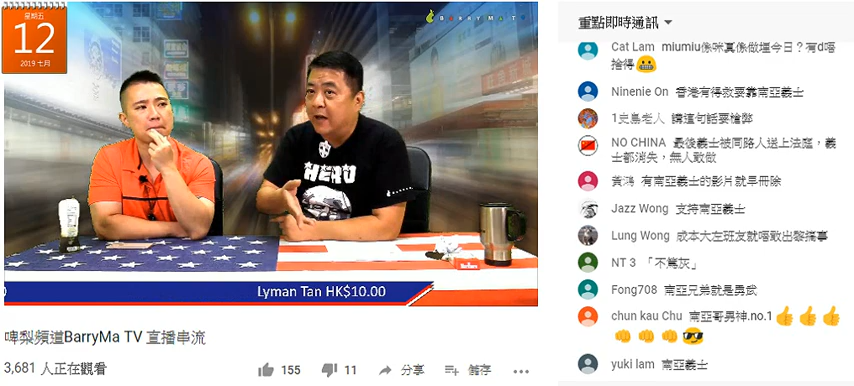 星期五
12
2019 七月
BARRYMA TV
HERO
Lyman Tan HK$10.00
啤梨頻道BarryMa TV 直播串流
3,681 人正在觀看
155
11
分享
儲存
重點即時通訊
Cat Lam miumiu係咪真係做埋今日？有d唔
捨得
Ninenie On 香港有得救要靠南亞義士
1史島老人 講這句話要槍斃
NO CHINA 最後義士被同路人送上法庭，義
士都消失，無人敢做
黃鴻 有南亞義士的影片就早冊除
Jazz Wong 支持南亞義士
Lung Wong 成本大左班友就唔敢出黎搞事
NT 3 「不篤灰」
Fong708 南亞兄弟就是勇武
chun kau Chu 南亞哥男神.no.1👍👍👍
👊👊👊😎
yuki lam 南亞義士